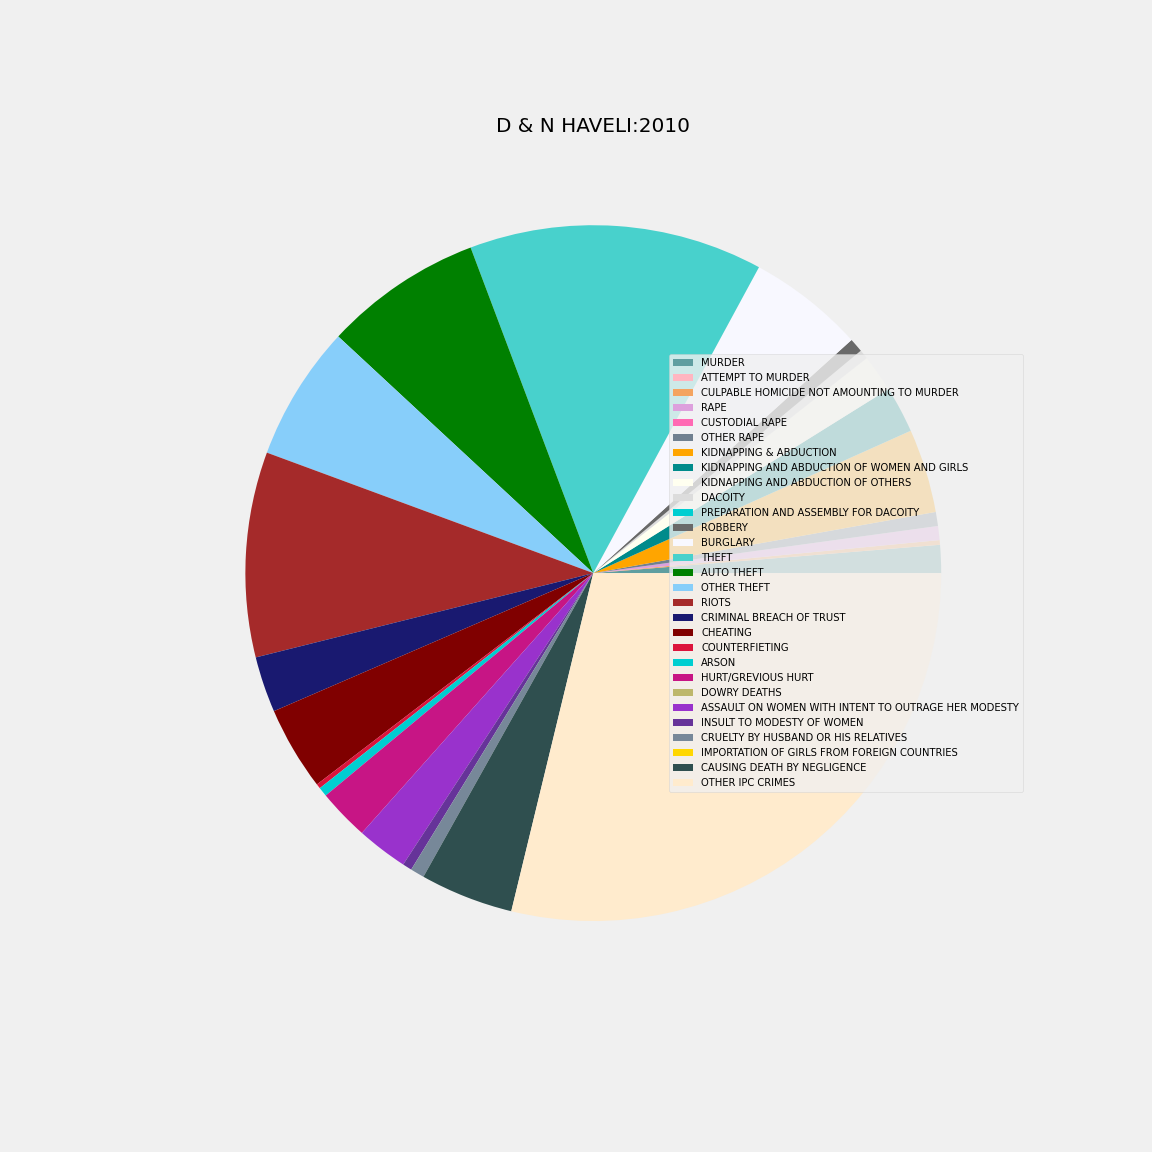 D & N HAVELI:2010
MURDER
ATTEMPT TO MURDER
CULPABLE HOMICIDE NOT AMOUNTING TO MURDER
RAPE
CUSTODIAL RAPE
OTHER RAPE
KIDNAPPING & ABDUCTION
KIDNAPPING AND ABDUCTION OF WOMEN AND GIRLS
KIDNAPPING AND ABDUCTION OF OTHERS
DACOITY
PREPARATION AND ASSEMBLY FOR DACOITY
ROBBERY
BURGLARY
THEFT
AUTO THEFT
OTHER THEFT
RIOTS
CRIMINAL BREACH OF TRUST
CHEATING
COUNTERFIETING
ARSON
HURT/GREVIOUS HURT
DOWRY DEATHS
ASSAULT ON WOMEN WITH INTENT TO OUTRAGE HER MODESTY
INSULT TO MODESTY OF WOMEN
CRUELTY BY HUSBAND OR HIS RELATIVES
IMPORTATION OF GIRLS FROM FOREIGN COUNTRIES
CAUSING DEATH BY NEGLIGENCE
OTHER IPC CRIMES